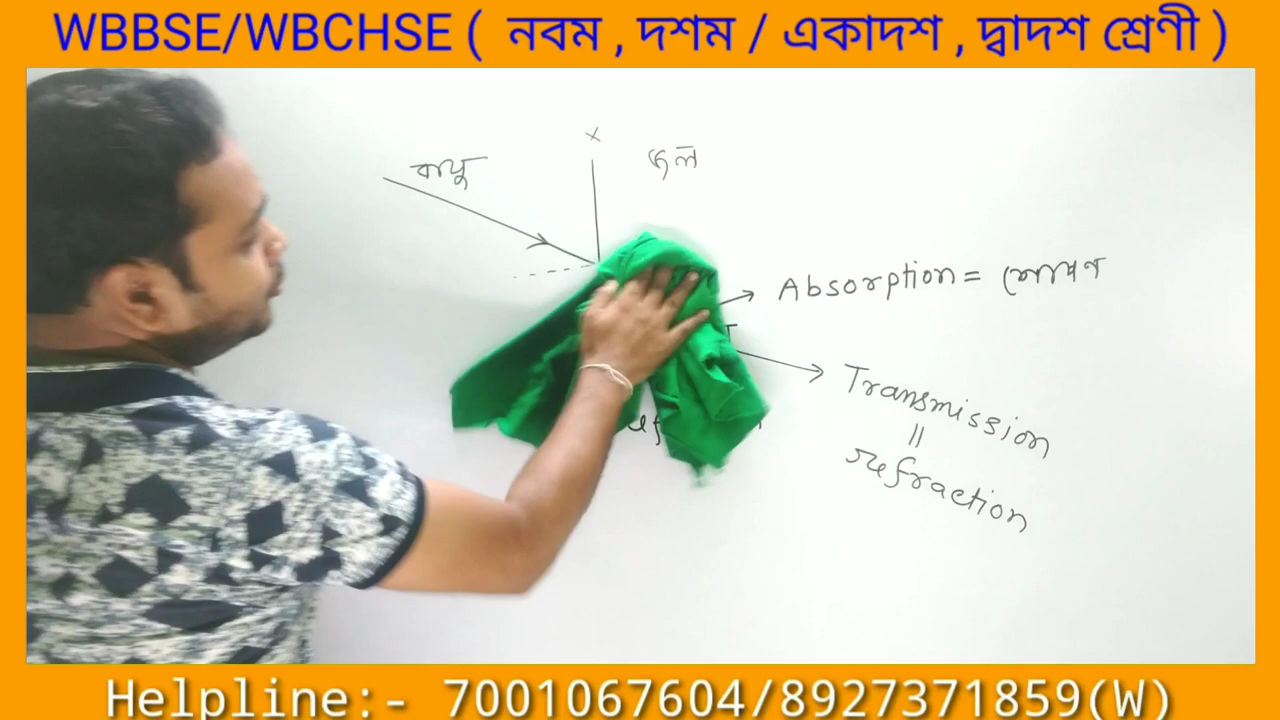 WBBSE/WBCHSE ( নবম , দশম / একাদশ , দ্বাদশ শ্রেণী )
x
বায়ু জল
Absorption = শোষণ
Transmission
||
refraction
Helpline:- 7001067604/8927371859(W)